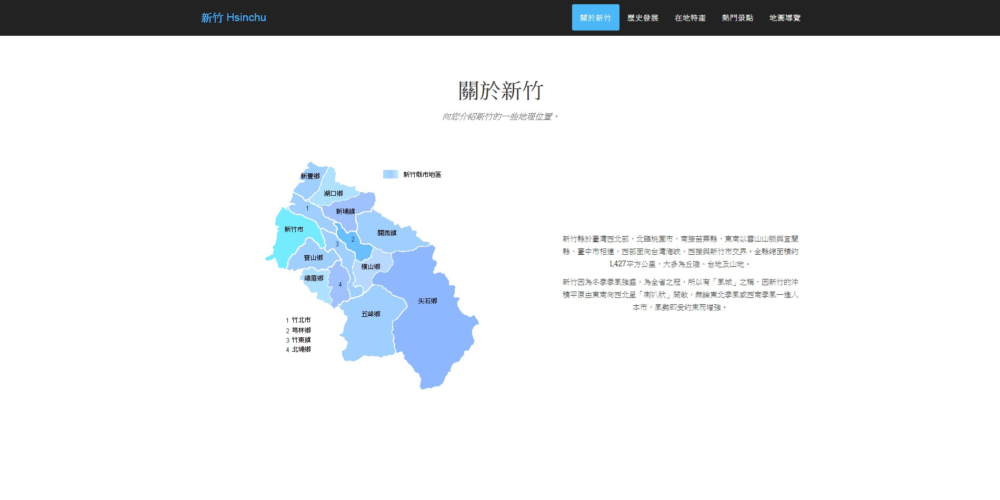 新竹 Hsinchu
關於新竹 歷史發展 在地特產 熱門景點 地圖導覽
關於新竹
向您介紹新竹的一些地理位置。
新竹縣市地區
新豐鄉
湖口鄉
1
新埔鎮
新竹市
關西鎮
2
3
寶山鄉
橫山鄉
峨眉鄉
4
尖石鄉
五峰鄉
1 竹北市
2 芎林鄉
3 竹東鎮
4 北埔鄉
新竹縣於臺灣西北部，北臨桃園市，南接苗栗縣，東南以雪山山脈與宜蘭
縣、臺中市相連，西部面向台灣海峽，西接與新竹市交界。全縣總面積約
1,427平方公里，大多為丘陵、台地及山地。
新竹因為冬季季風強盛，為全省之冠，所以有「風城」之稱，因新竹的沖
積平原由東南向西北呈「喇叭狀」開敞，無論東北季風或西南季風一進入
本市，風勢即受約束而增強。